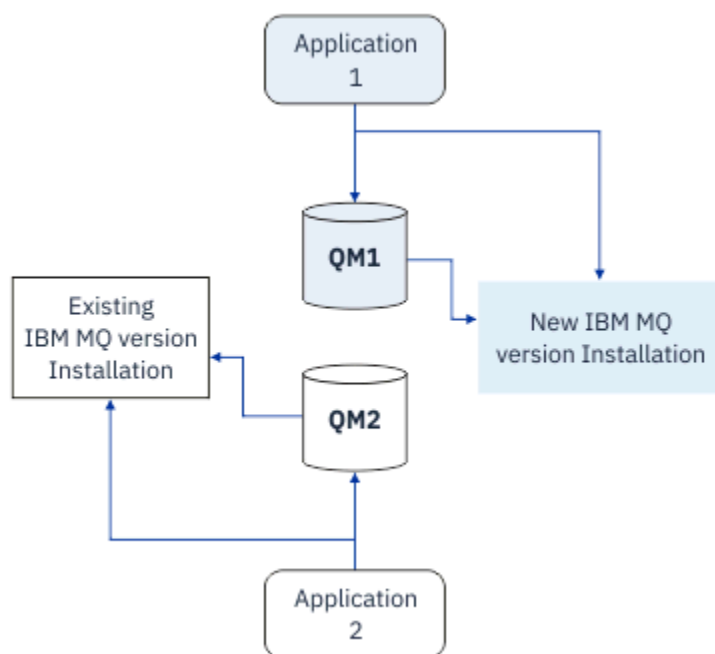 Application
1
QM1
Existing
IBM MQ version
Installation
New IBM MQ
version Installation
QM2
Application
2